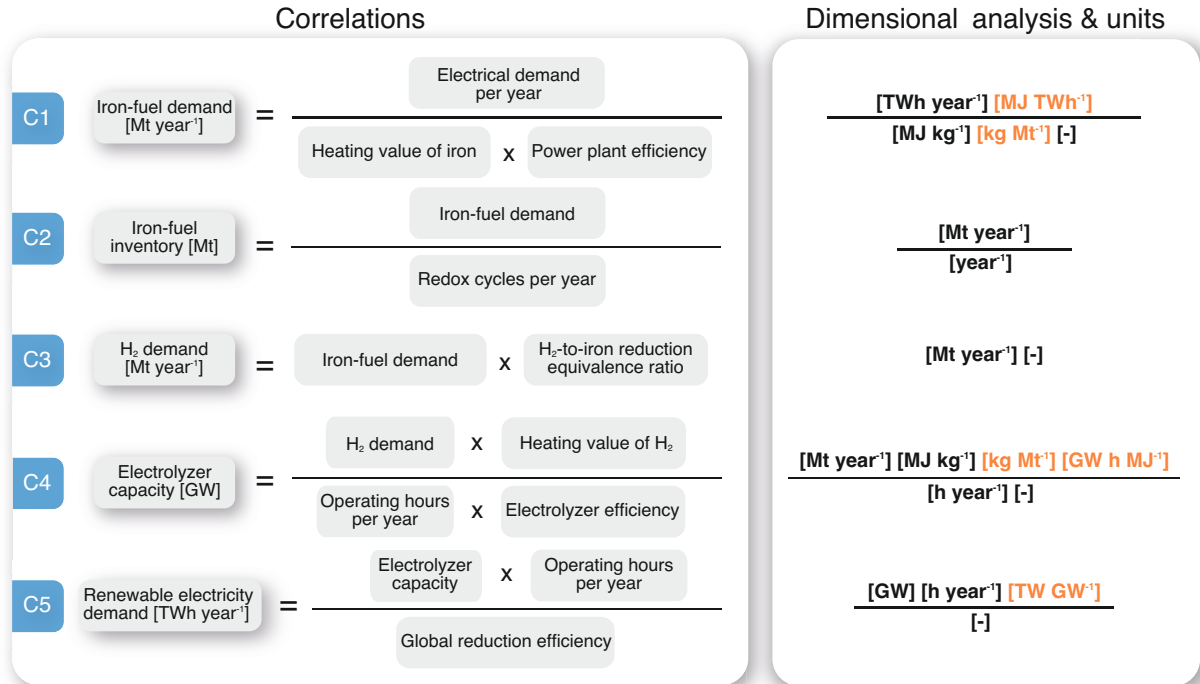 Correlations
Dimensional analysis & units
C1
Iron-fuel demand
[Mt year⁻¹]
=
Electrical demand
per year
Heating value of iron
x
Power plant efficiency
[TWh year⁻¹] [MJ TWh⁻¹]
[MJ kg⁻¹] [kg Mt⁻¹] [-]
C2
Iron-fuel
inventory [Mt]
=
Iron-fuel demand
Redox cycles per year
[Mt year⁻¹]
[year⁻¹]
C3
H₂ demand
[Mt year⁻¹]
=
Iron-fuel demand
x
H₂-to-iron reduction
equivalence ratio
[Mt year⁻¹] [-]
C4
Electrolyzer
capacity [GW]
=
H₂ demand
x
Heating value of H₂
Operating hours
per year
x
Electrolyzer efficiency
[Mt year⁻¹] [MJ kg⁻¹] [kg Mt⁻¹] [GW h MJ⁻¹]
[h year⁻¹] [-]
C5
Renewable electricity
demand [TWh year⁻¹]
=
Electrolyzer
capacity
x
Operating hours
per year
Global reduction efficiency
[GW] [h year⁻¹] [TW GW⁻¹]
[-]